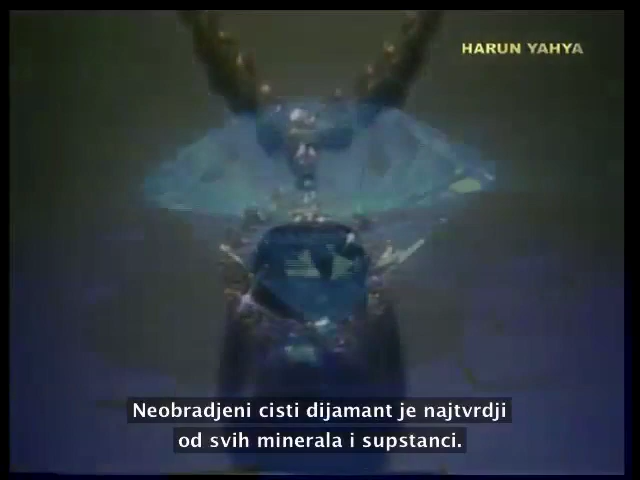 HARUN YAHYA
Neobradjeni cisti dijamant je najtvrdji
od svih minerala i supstanci.